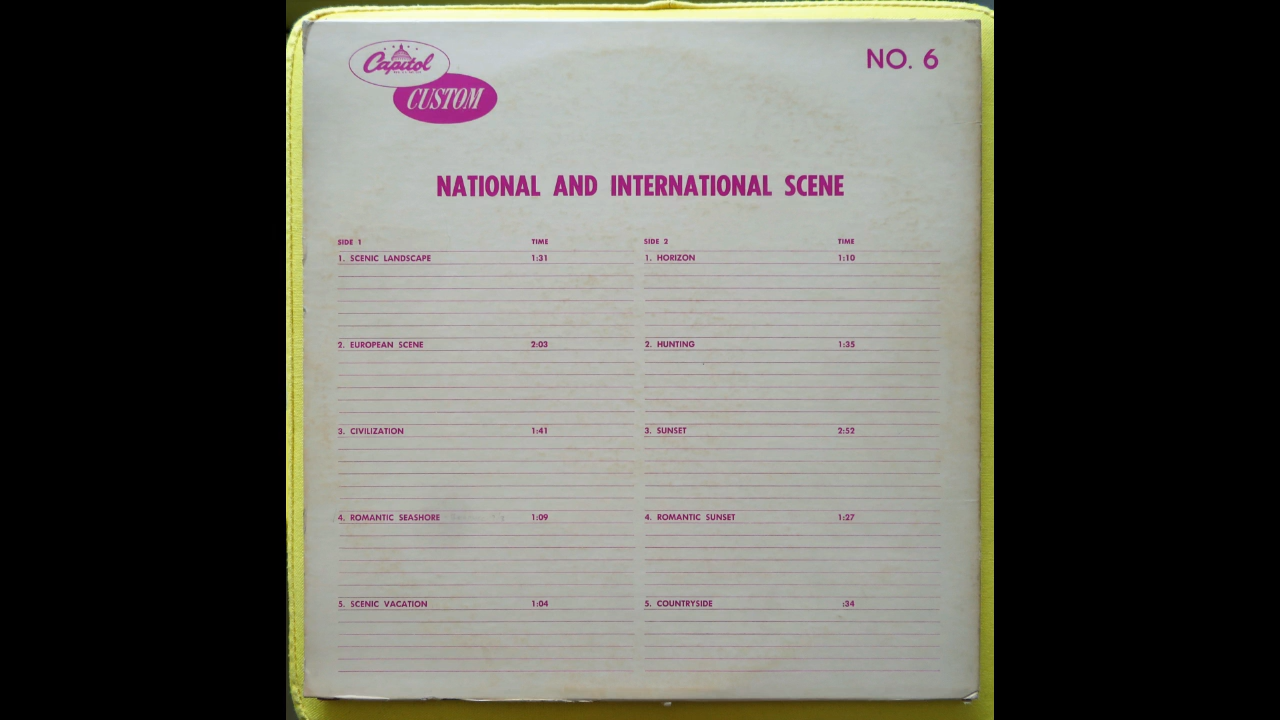 Capitol
CUSTOM
NO. 6
NATIONAL AND INTERNATIONAL SCENE
SIDE 1 TIME
1. SCENIC LANDSCAPE 1:31
2. EUROPEAN SCENE 2:03
3. CIVILIZATION 1:41
4. ROMANTIC SEASHORE 1:09
5. SCENIC VACATION 1:04
SIDE 2 TIME
1. HORIZON 1:10
2. HUNTING 1:35
3. SUNSET 2:52
4. ROMANTIC SUNSET 1:27
5. COUNTRYSIDE :34